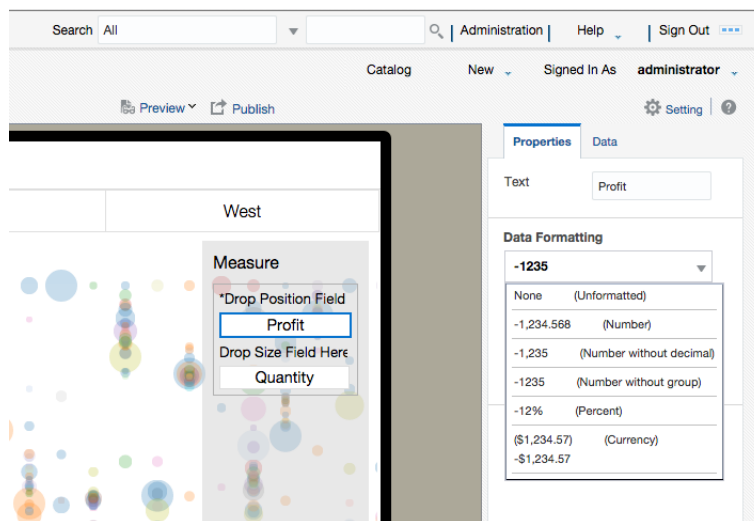 Search All Administration Help Sign Out
Catalog New Signed In As administrator
Preview Publish Setting ?
Properties Data
Text Profit
West
Data Formatting
-1235
Measure
*Drop Position Field
Profit
Drop Size Field Here
Quantity
None (Unformatted)
-1,234.568 (Number)
-1,235 (Number without decimal)
-1235 (Number without group)
-12% (Percent)
($1,234.57) (Currency)
-$1,234.57